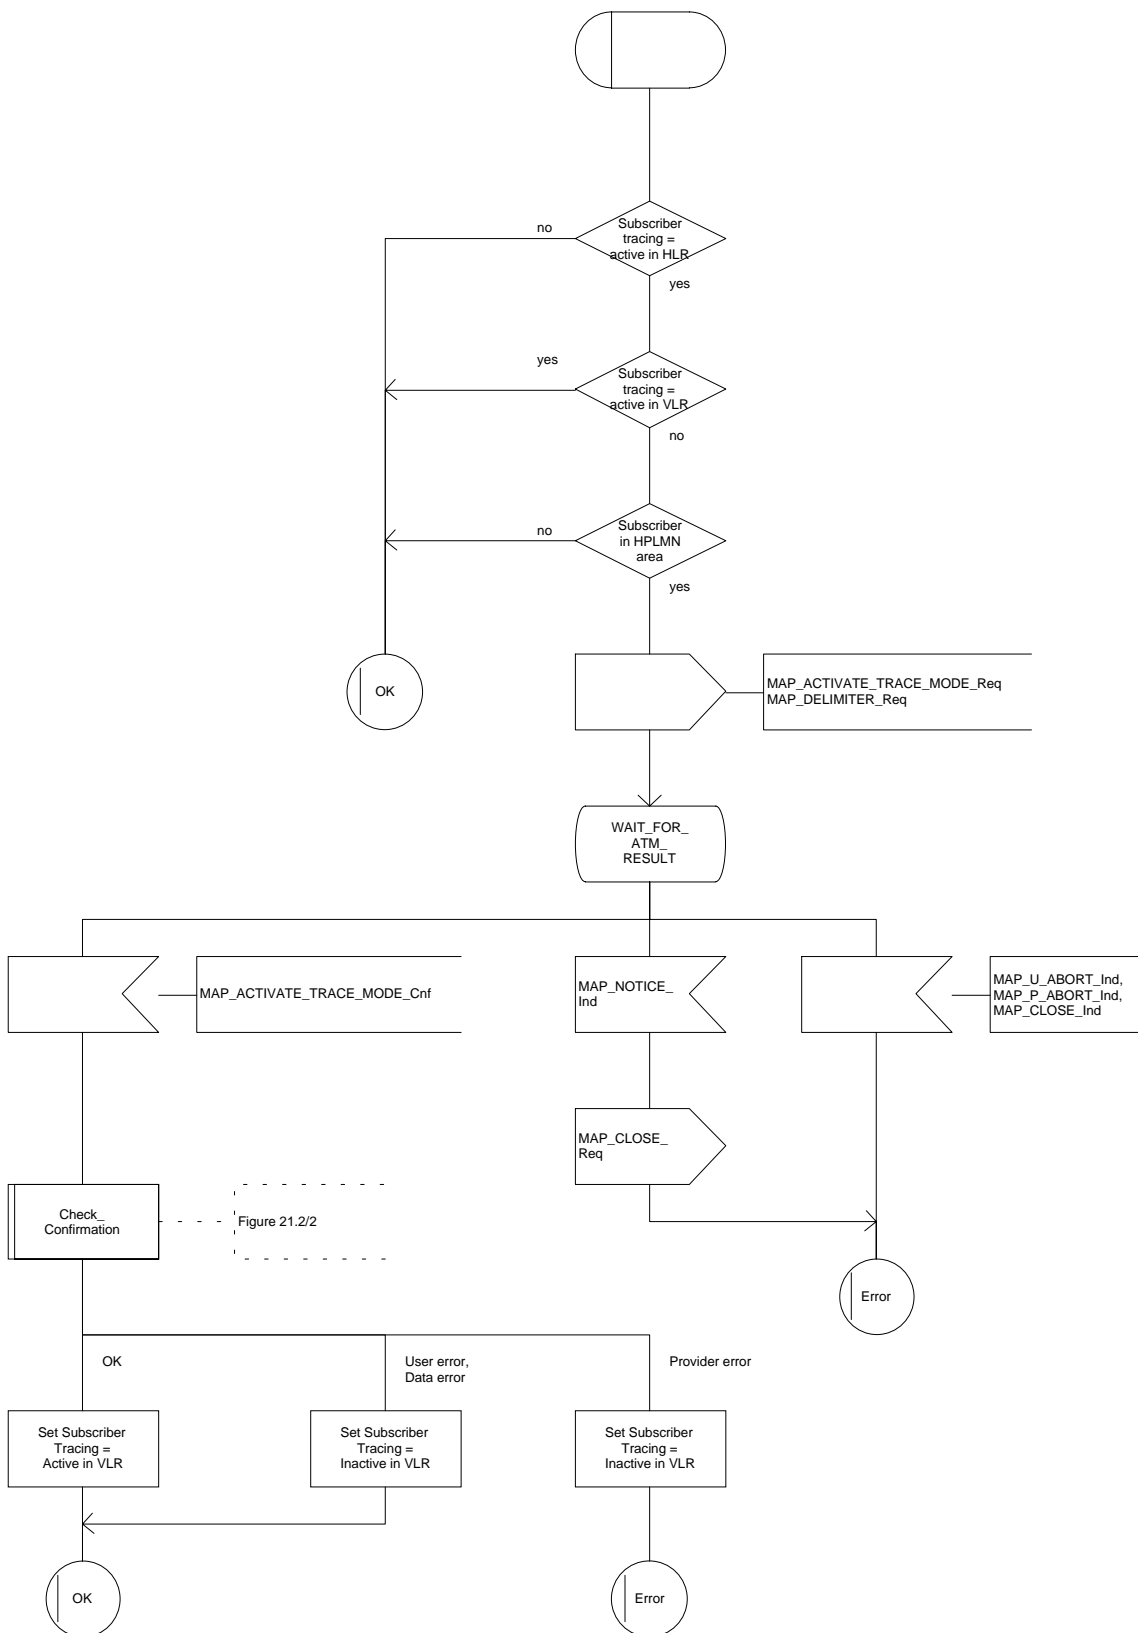 Subscriber
tracing =
active in HLR
no
yes
Subscriber
tracing =
active in VLR
yes
no
Subscriber
in HPLMN
area
no
yes
OK
MAP_ACTIVATE_TRACE_MODE_Req
MAP_DELIMITER_Req
WAIT_FOR_
ATM_
RESULT
MAP_ACTIVATE_TRACE_MODE_Cnf
MAP_NOTICE_
Ind
MAP_U_ABORT_Ind,
MAP_P_ABORT_Ind,
MAP_CLOSE_Ind
MAP_CLOSE_
Req
Check_
Confirmation
Figure 21.2/2
Error
OK
User error,
Data error
Provider error
Set Subscriber
Tracing =
Active in VLR
Set Subscriber
Tracing =
Inactive in VLR
Set Subscriber
Tracing =
Inactive in VLR
OK
Error